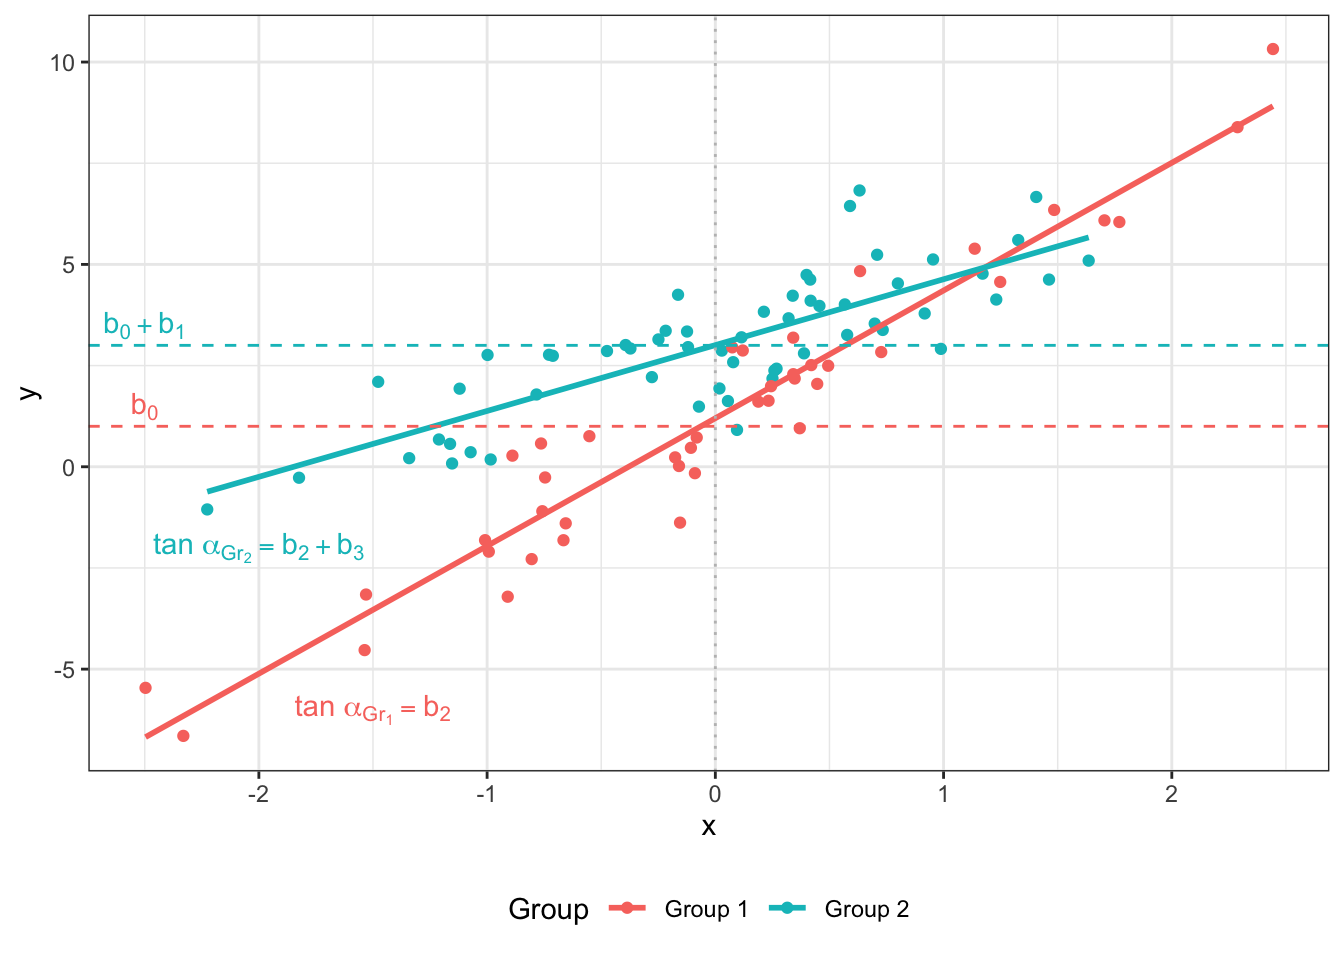 10
5
0
-5
y
b0 + b1
b0
tan αGr2 = b2 + b3
tan αGr1 = b2
-2
-1
0
1
2
x
Group
Group 1
Group 2